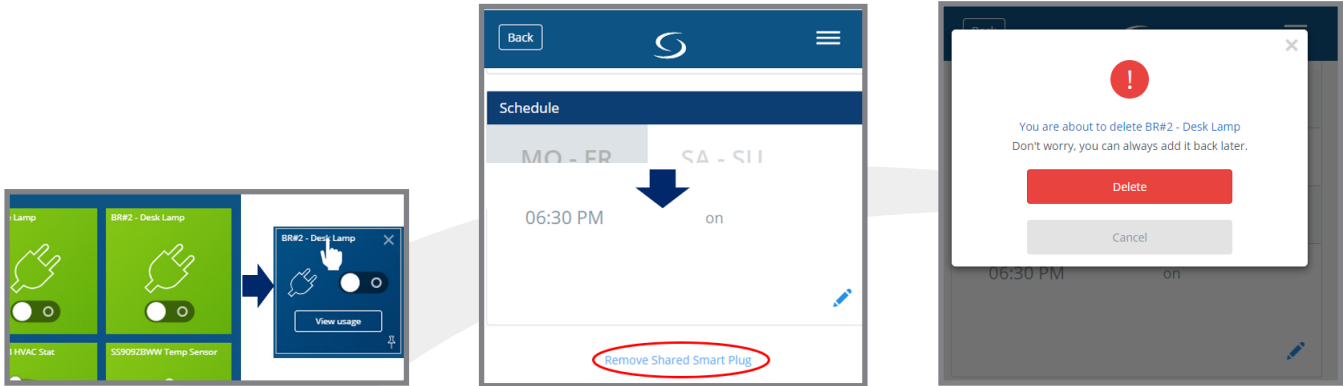 Lamp
BR#2 - Desk Lamp
HVAC Stat
SS909ZBWW Temp Sensor
BR#2 - Desk Lamp
View usage
Back
Schedule
MO - FR SA - SU
06:30 PM on
Remove Shared Smart Plug
You are about to delete BR#2 - Desk Lamp
Don't worry, you can always add it back later.
Delete
Cancel
06:30 PM on